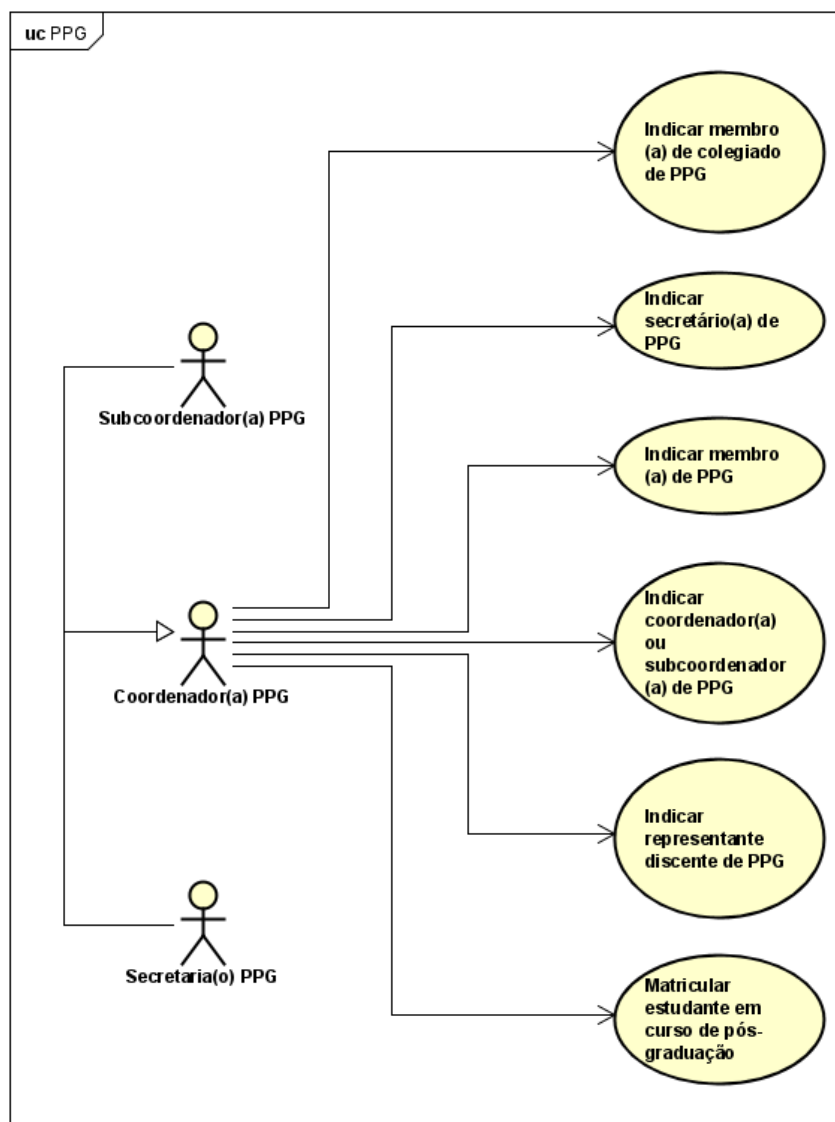 uc PPG
Indicar membro
(a) de colegiado
de PPG
Indicar
secretário(a) de
PPG
Subcoordenador(a) PPG
Indicar membro
(a) de PPG
Indicar
coordenador(a)
ou
subcoordenador
(a) de PPG
Coordenador(a) PPG
Indicar
representante
discente de PPG
Secretaria(o) PPG
Matricular
estudante em
curso de pós-
graduação